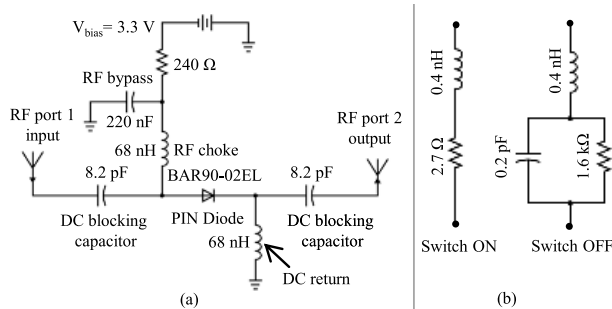 V_bias= 3.3 V
240 Ω
RF bypass
220 nF
RF port 1
input
68 nH
RF choke
RF port 2
output
8.2 pF
BAR90-02EL
8.2 pF
DC blocking
capacitor
PIN Diode
DC blocking
capacitor
68 nH
DC return
(a)
0.4 nH
2.7 Ω
Switch ON
0.4 nH
0.2 pF
1.6 kΩ
Switch OFF
(b)